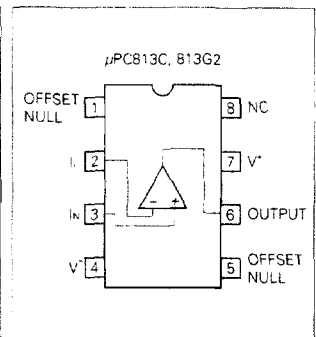 μPC813C, 813G2
OFFSET
NULL
1
8 NC
I
2
7 V+
IN 3
6 OUTPUT
V- 4
5 OFFSET
NULL
- +